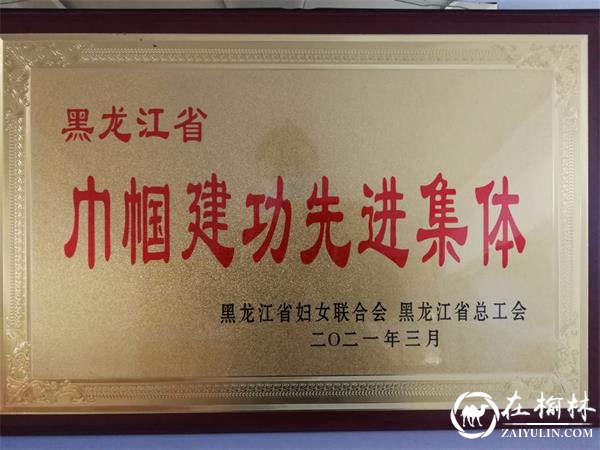 黑龙江省
巾帼建功先进集体
黑龙江省妇女联合会 黑龙江省总工会
二〇二一年三月
在榆林
ZAIYULIN.COM